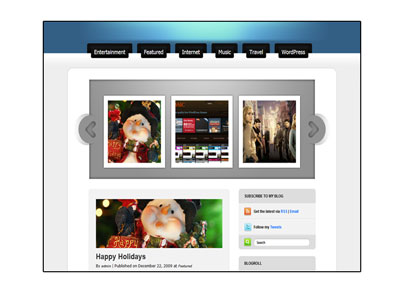 Entertainment Featured Internet Music Travel WordPress
Happy
Happy Holidays
By admin | Published on December 22, 2009 at Featured
SUBSCRIBE TO MY BLOG
Get the latest via RSS | Email
Follow my Tweets
Search
BLOGROLL